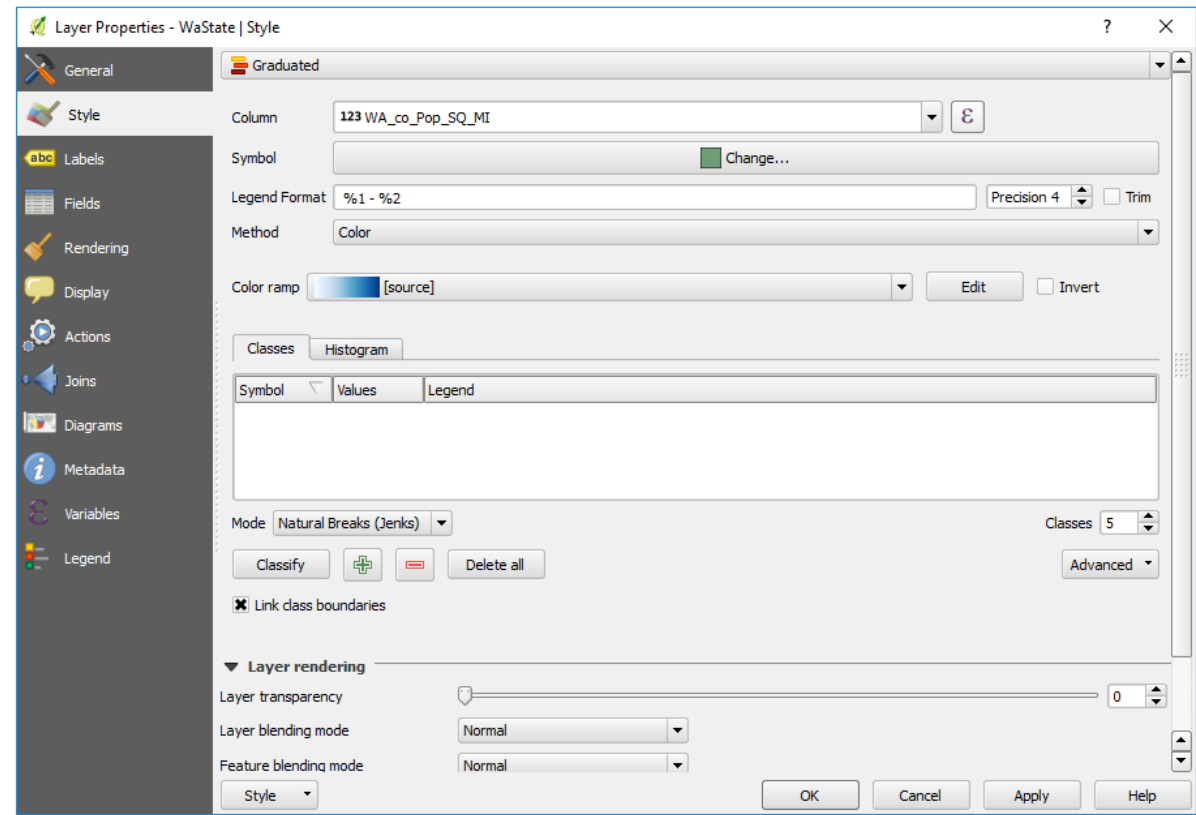 Layer Properties - WaState | Style
?
General
Style
abc Labels
Fields
Rendering
Display
Actions
Joins
Diagrams
i Metadata
ε Variables
Legend
Graduated
Column 123 WA_co_Pop_SQ_MI ε
Symbol Change...
Legend Format %1 - %2 Precision 4 Trim
Method Color
Color ramp [source] Edit Invert
Classes Histogram
Symbol Values Legend
Mode Natural Breaks (Jenks) Classes 5
Classify Delete all Advanced
Link class boundaries
Layer rendering
Layer transparency 0
Layer blending mode Normal
Feature blending mode Normal
Style OK Cancel Apply Help